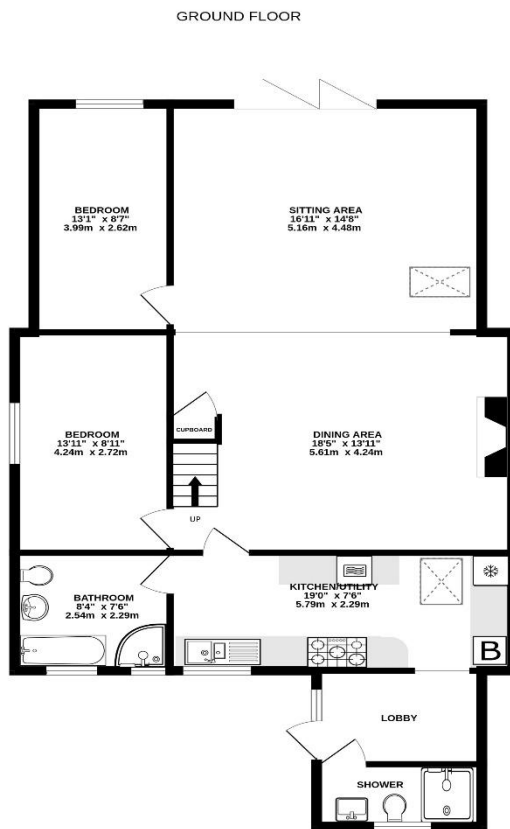 GROUND FLOOR
BEDROOM
13'1" x 8'7"
3.99m x 2.62m
SITTING AREA
16'11" x 14'8"
5.16m x 4.48m
BEDROOM
13'11" x 8'11"
4.24m x 2.72m
CUPBOARD
DINING AREA
18'5" x 13'11"
5.61m x 4.24m
UP
BATHROOM
8'4" x 7'6"
2.54m x 2.29m
KITCHEN/UTILITY
19'0" x 7'6"
5.79m x 2.29m
B
LOBBY
SHOWER